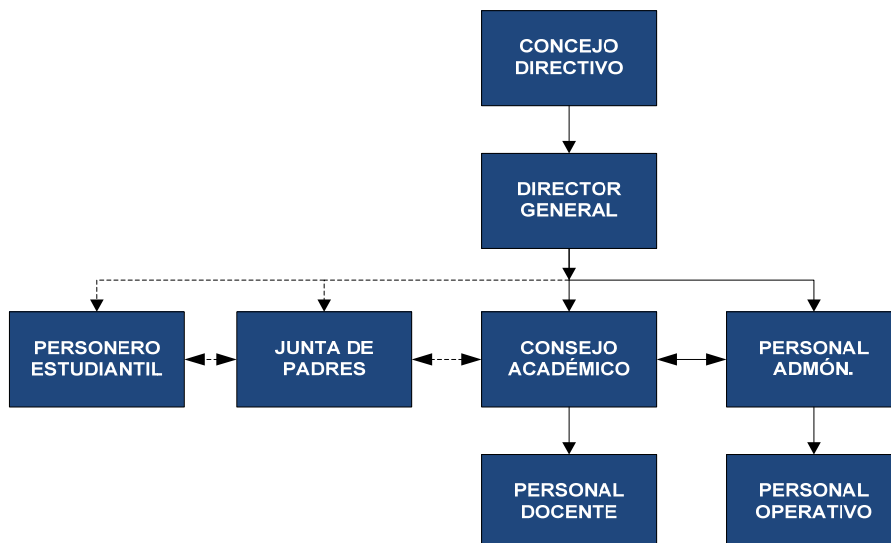 CONCEJO
DIRECTIVO
DIRECTOR
GENERAL
PERSONERO
ESTUDIANTIL
JUNTA DE
PADRES
CONSEJO
ACADÉMICO
PERSONAL
ADMÓN.
PERSONAL
DOCENTE
PERSONAL
OPERATIVO